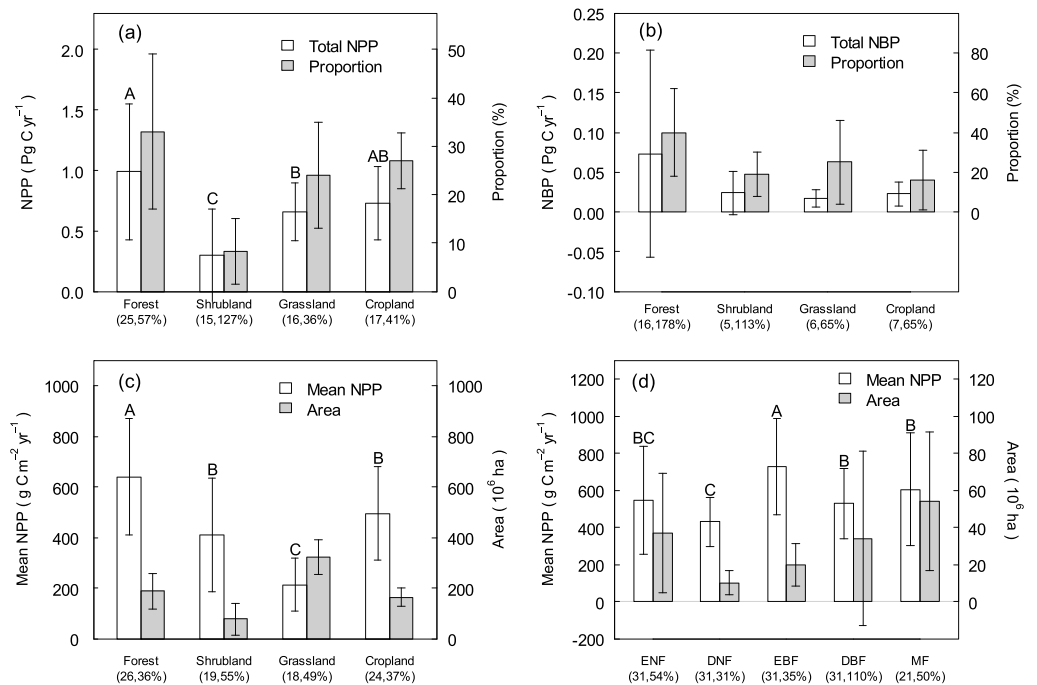 (a)
Total NPP
Proportion
NPP ( Pg C yr⁻¹ )
2.0
1.5
1.0
0.5
0.0
50
40
30
20
10
0
Proportion (%)
A
C
B
AB
Forest Shrubland Grassland Cropland
(25,57%) (15,127%) (16,36%) (17,41%)
(b)
Total NBP
Proportion
NBP ( Pg C yr⁻¹ )
0.20
0.15
0.10
0.05
0.00
-0.05
-0.10
80
60
40
20
0
Proportion (%)
Forest Shrubland Grassland Cropland
(16,178%) (5,113%) (6,65%) (7,65%)
(c)
Mean NPP
Area
Mean NPP ( g C m⁻² yr⁻¹ )
1000
800
600
400
200
0
1000
800
600
400
200
0
Area ( 10⁶ ha )
A
B
C
B
Forest Shrubland Grassland Cropland
(26,36%) (19,55%) (18,49%) (24,37%)
(d)
Mean NPP
Area
Mean NPP ( g C m⁻² yr⁻¹ )
1200
1000
800
600
400
200
0
-200
120
100
80
60
40
20
0
Area ( 10⁶ ha )
BC
C
A
B
B
ENF DNF EBF DBF MF
(31,54%) (31,31%) (31,35%) (31,110%) (21,50%)